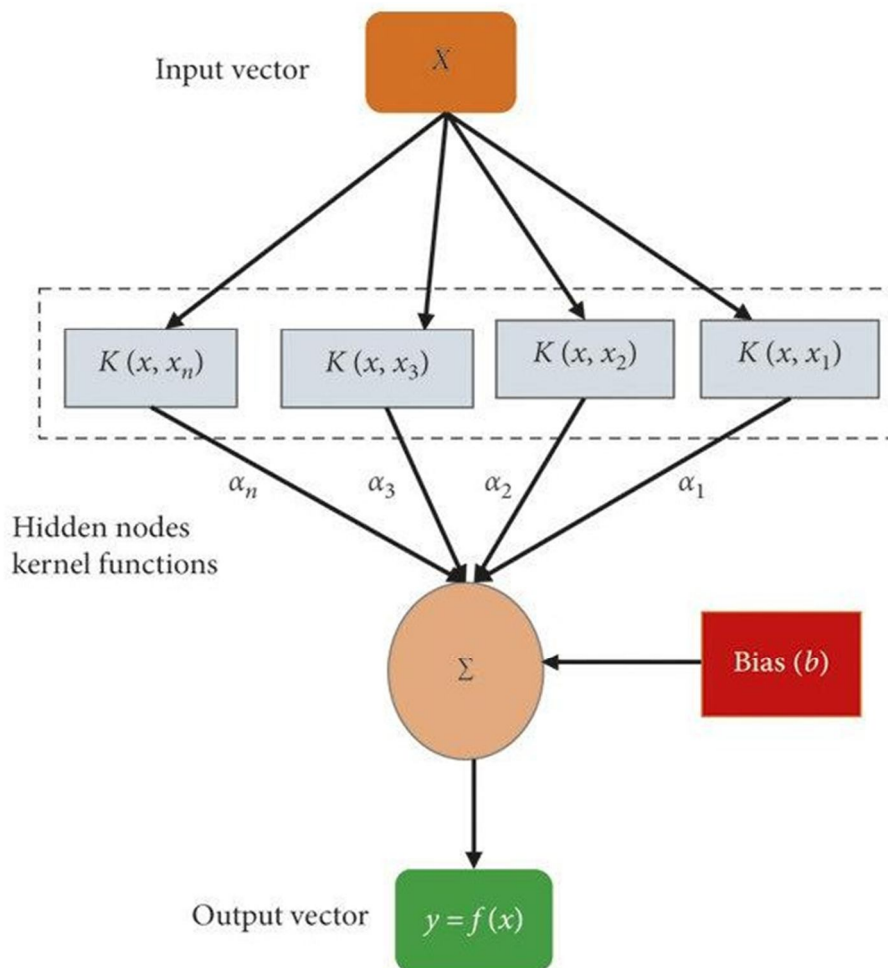 Input vector
X
K (x, xₙ)
K (x, x₃)
K (x, x₂)
K (x, x₁)
αₙ
α₃
α₂
α₁
Hidden nodes
kernel functions
Σ
Bias (b)
Output vector
y = f (x)